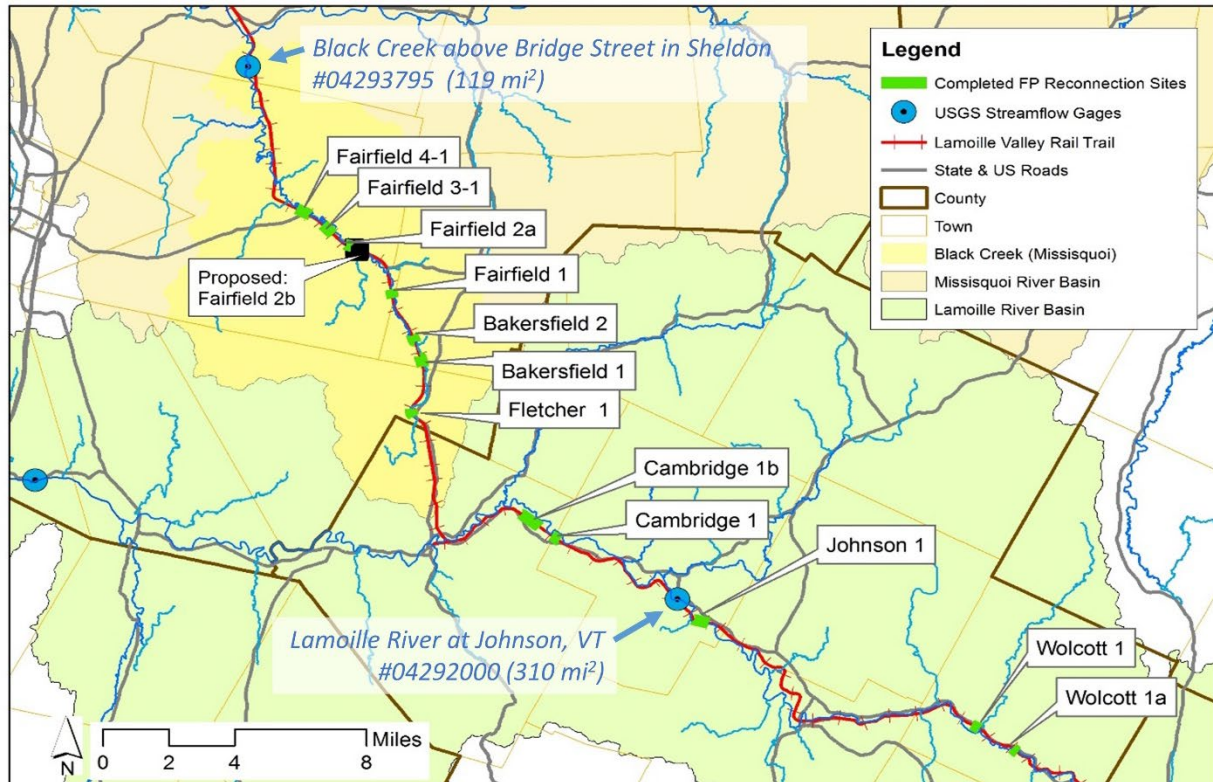 Black Creek above Bridge Street in Sheldon
#04293795 (119 mi²)
Legend
Completed FP Reconnection Sites
USGS Streamflow Gages
Lamoille Valley Rail Trail
State & US Roads
County
Town
Black Creek (Missisquoi)
Missisquoi River Basin
Lamoille River Basin
Fairfield 4-1
Fairfield 3-1
Fairfield 2a
Proposed:
Fairfield 2b
Fairfield 1
Bakersfield 2
Bakersfield 1
Fletcher 1
Cambridge 1b
Cambridge 1
Johnson 1
Lamoille River at Johnson, VT
#04292000 (310 mi²)
Wolcott 1
Wolcott 1a
N
Miles
0 2 4 8